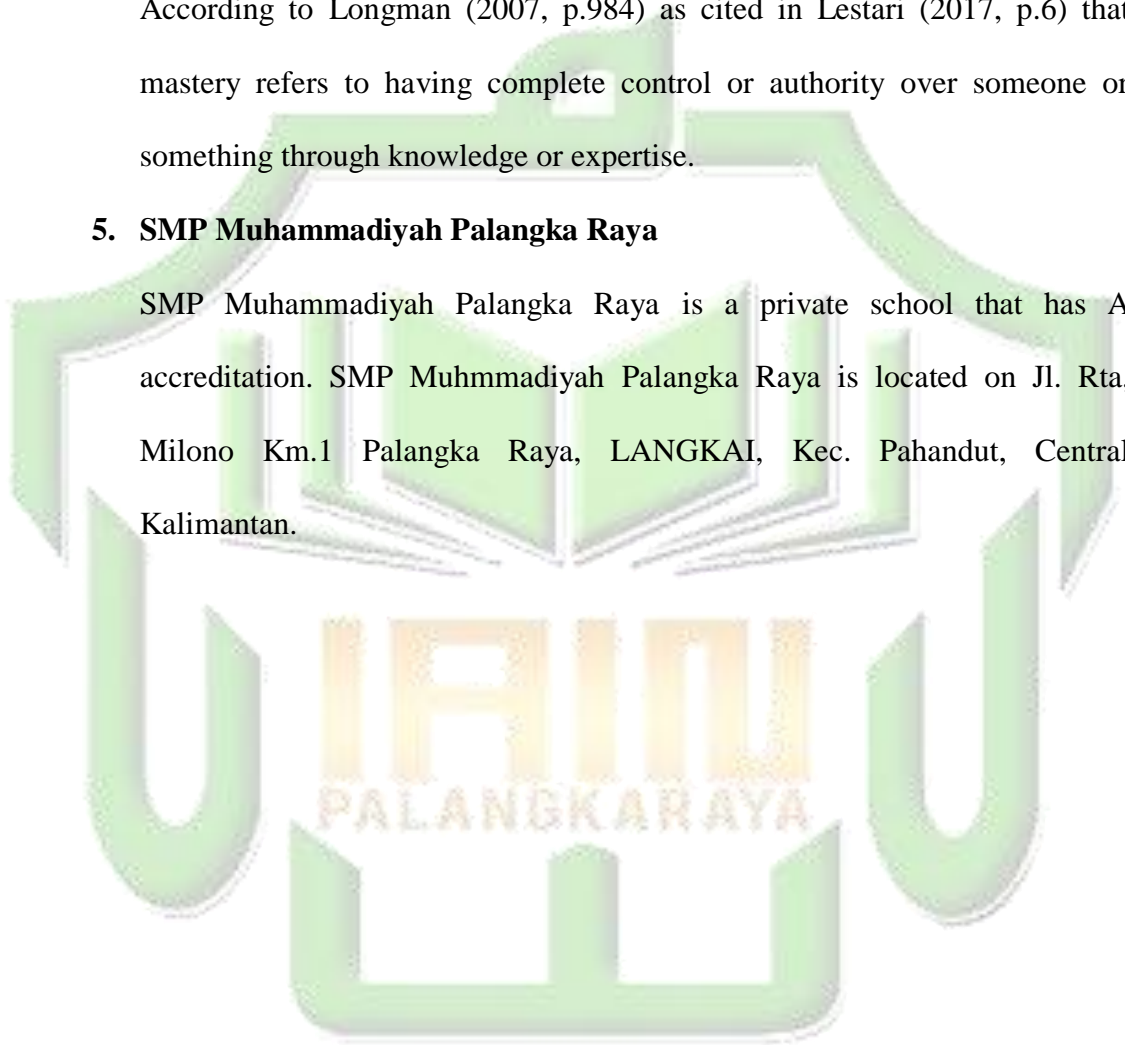 According to Longman (2007, p.984) as cited in Lestari (2017, p.6) that
mastery refers to having complete control or authority over someone or
something through knowledge or expertise.
5. SMP Muhammadiyah Palangka Raya
SMP Muhammadiyah Palangka Raya is a private school that has A
accreditation. SMP Muhmmadiyah Palangka Raya is located on Jl. Rta.
Milono Km.1 Palangka Raya, LANGKAI, Kec. Pahandut, Central
Kalimantan.
IAIN
PALANGKARAYA